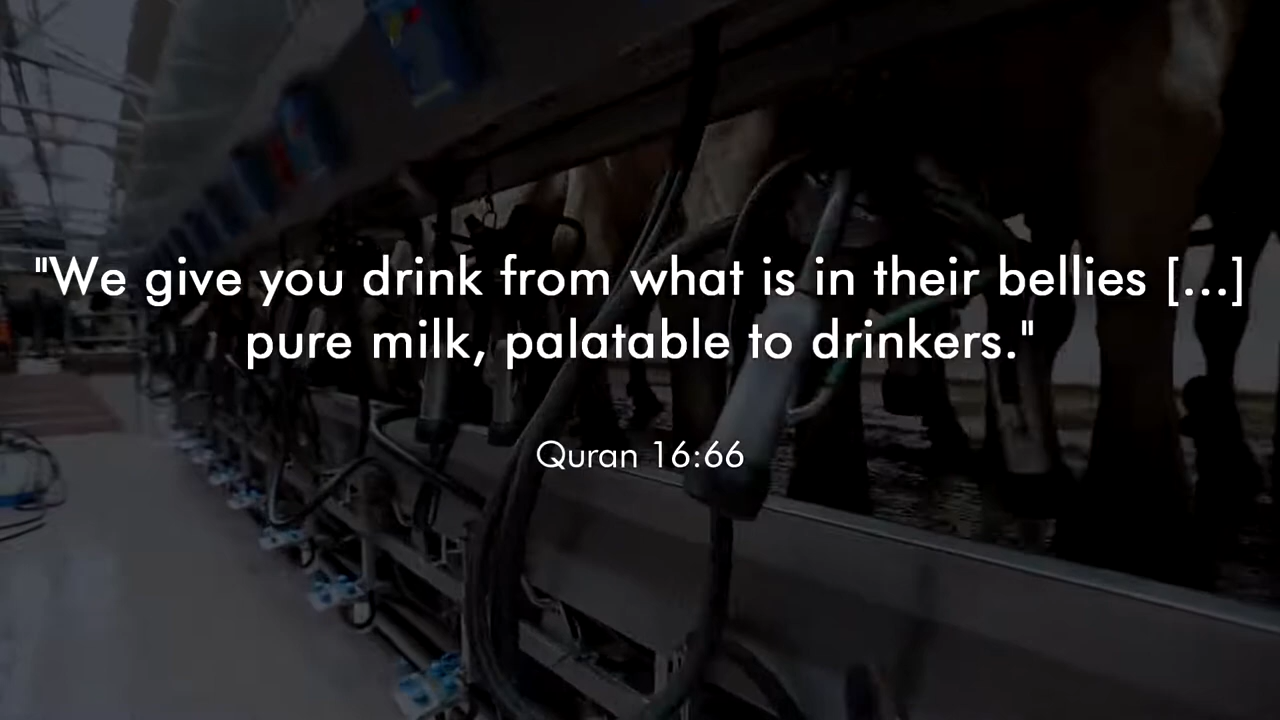 "We give you drink from what is in their bellies [...]
pure milk, palatable to drinkers."
Quran 16:66